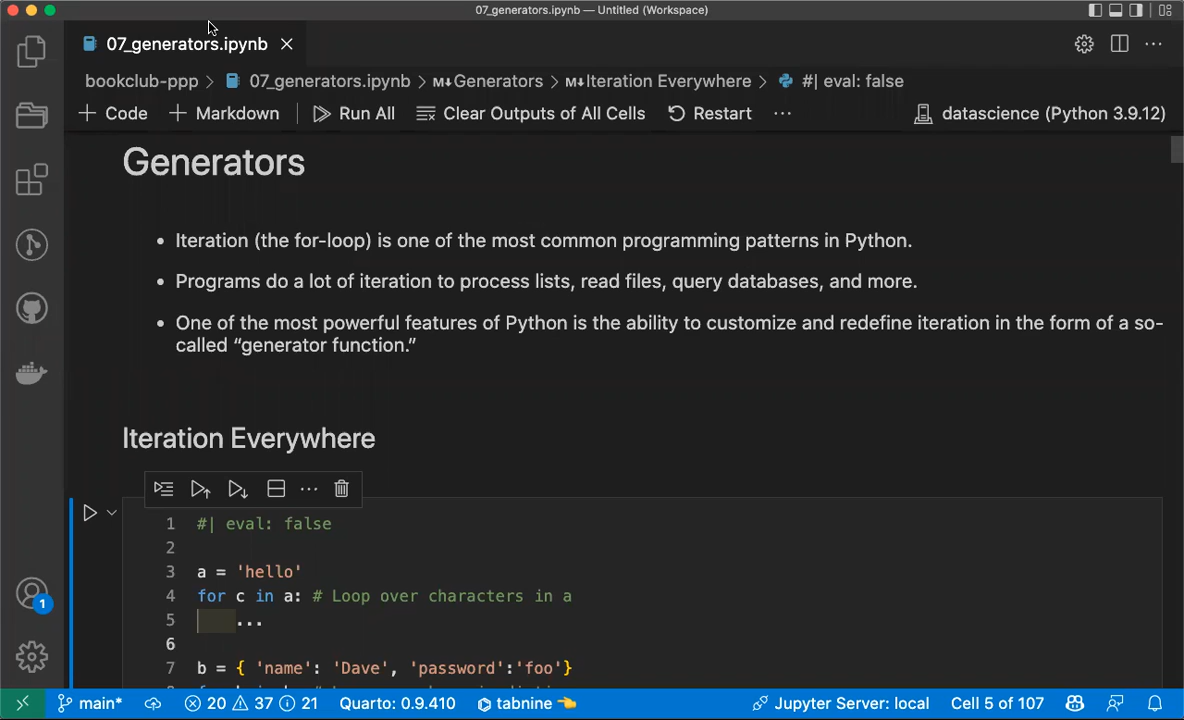 07_generators.ipynb — Untitled (Workspace)
07_generators.ipynb
bookclub-ppp > 07_generators.ipynb > M↓Generators > M↓Iteration Everywhere > #| eval: false
+ Code + Markdown Run All Clear Outputs of All Cells Restart ··· datascience (Python 3.9.12)
Generators
• Iteration (the for-loop) is one of the most common programming patterns in Python.
• Programs do a lot of iteration to process lists, read files, query databases, and more.
• One of the most powerful features of Python is the ability to customize and redefine iteration in the form of a so-
called “generator function.”
Iteration Everywhere
1 #| eval: false
2
3 a = 'hello'
4 for c in a: # Loop over characters in a
5 ...
6
7 b = { 'name': 'Dave', 'password':'foo'}
1
main* 20 37 21 Quarto: 0.9.410 tabnine 👈 Jupyter Server: local Cell 5 of 107